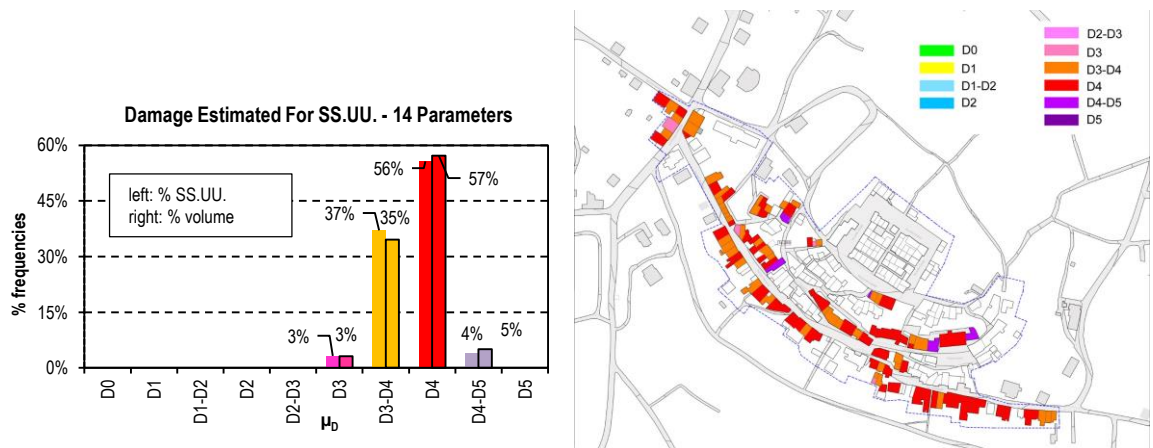 Damage Estimated For SS.UU. - 14 Parameters
% frequencies
60%
45%
30%
15%
0%
left: % SS.UU.
right: % volume
3%
3%
37%
35%
56%
57%
4%
5%
D0
D1
D1-D2
D2
D2-D3
D3
D3-D4
D4
D4-D5
D5
μD
D0
D1
D1-D2
D2
D2-D3
D3
D3-D4
D4
D4-D5
D5